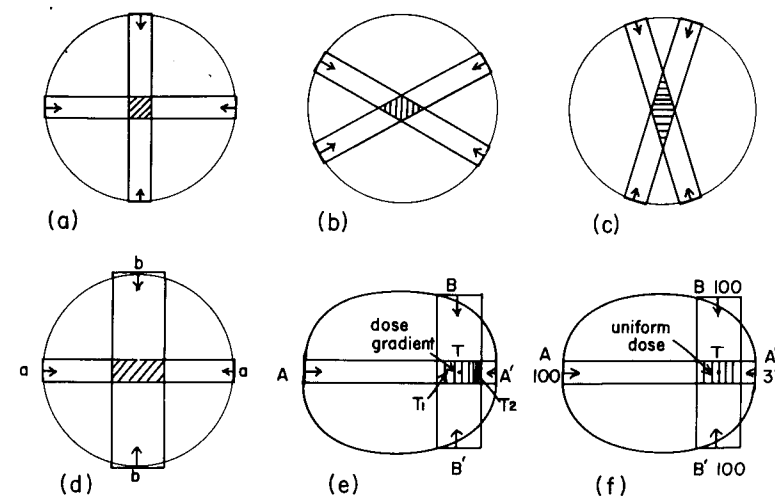 (a)
(b)
(c)
b
a
a
b
(d)
B
dose
gradient
T
A
A'
T1
T2
B'
(e)
B 100
uniform
dose
T
A
100
A'
B' 100
(f)